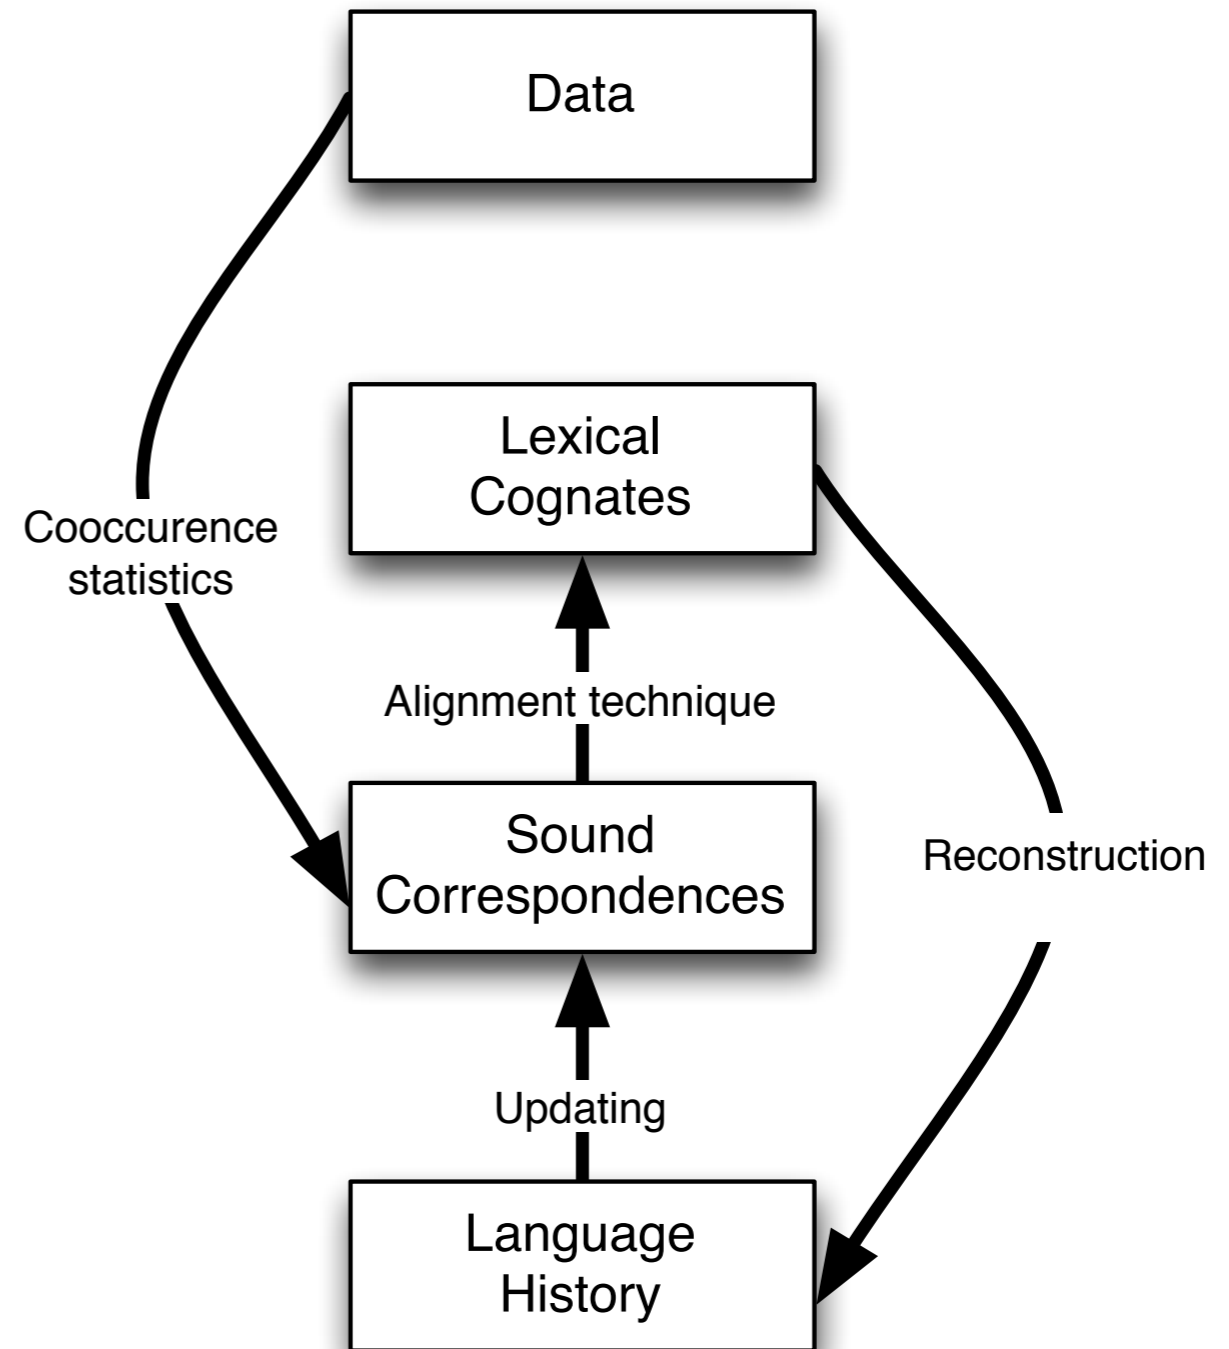 Data
Lexical
Cognates
Cooccurence
statistics
Alignment technique
Sound
Correspondences
Reconstruction
Updating
Language
History